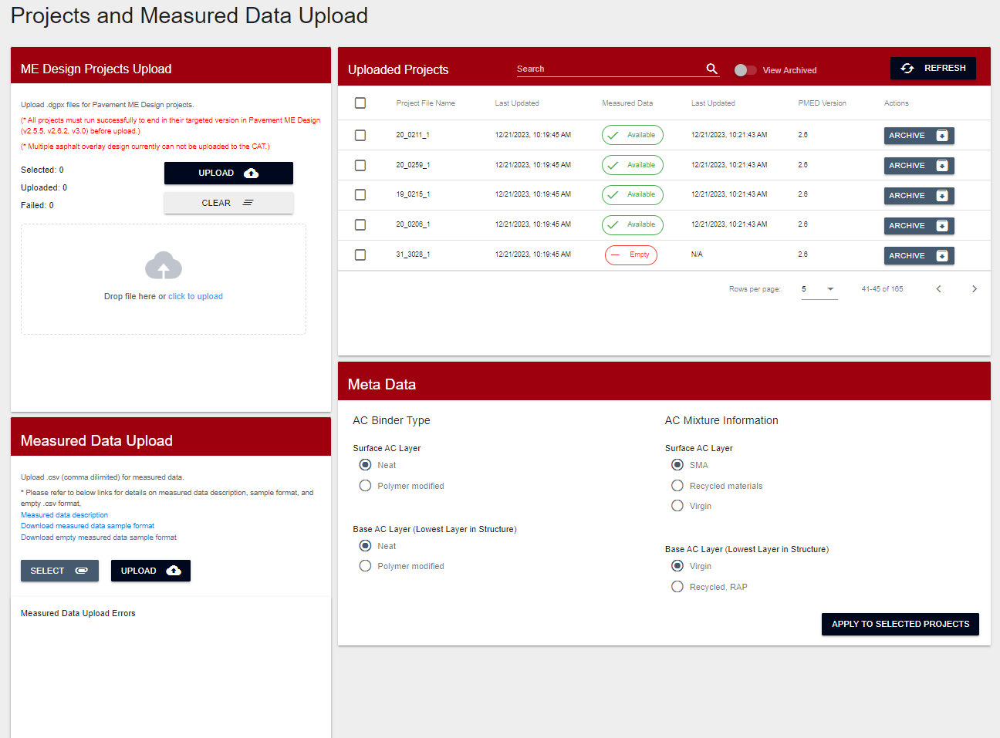 Projects and Measured Data Upload
ME Design Projects Upload
Upload .dgpx files for Pavement ME Design projects.
(* All projects must run successfully to end in their targeted version in Pavement ME Design
(v2.5.5, v2.6.2, v3.0) before upload.)
(* Multiple asphalt overlay design currently can not be uploaded to the CAT.)
Selected: 0
Uploaded: 0
Failed: 0
UPLOAD
CLEAR
Drop file here or click to upload
Measured Data Upload
Upload .csv (comma dilimited) for measured data.
* Please refer to below links for details on measured data description, sample format, and
empty .csv format,
Measured data description
Download measured data sample format
Download empty measured data sample format
SELECT UPLOAD
Measured Data Upload Errors
Uploaded Projects Search View Archived REFRESH
Project File Name Last Updated Measured Data Last Updated PMED Version Actions
20_0211_1 12/21/2023, 10:19:45 AM Available 12/21/2023, 10:21:43 AM 2.6 ARCHIVE
20_0259_1 12/21/2023, 10:19:45 AM Available 12/21/2023, 10:21:43 AM 2.6 ARCHIVE
19_0215_1 12/21/2023, 10:19:45 AM Available 12/21/2023, 10:21:43 AM 2.6 ARCHIVE
20_0206_1 12/21/2023, 10:19:45 AM Available 12/21/2023, 10:21:43 AM 2.6 ARCHIVE
31_3028_1 12/21/2023, 10:19:45 AM Empty N/A 2.6 ARCHIVE
Rows per page: 5 41-45 of 165
Meta Data
AC Binder Type
Surface AC Layer
Neat
Polymer modified
Base AC Layer (Lowest Layer in Structure)
Neat
Polymer modified
AC Mixture Information
Surface AC Layer
SMA
Recycled materials
Virgin
Base AC Layer (Lowest Layer in Structure)
Virgin
Recycled, RAP
APPLY TO SELECTED PROJECTS